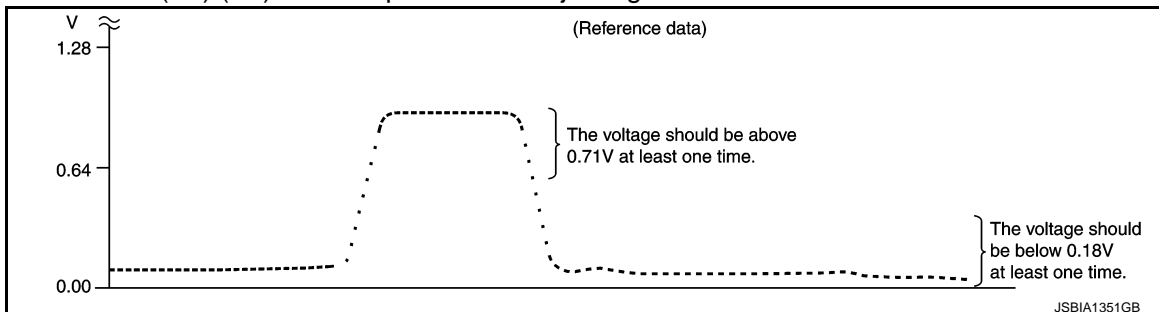 V
(Reference data)
1.28
The voltage should be above
0.71V at least one time.
0.64
The voltage should
be below 0.18V
at least one time.
0.00
JSBIA1351GB